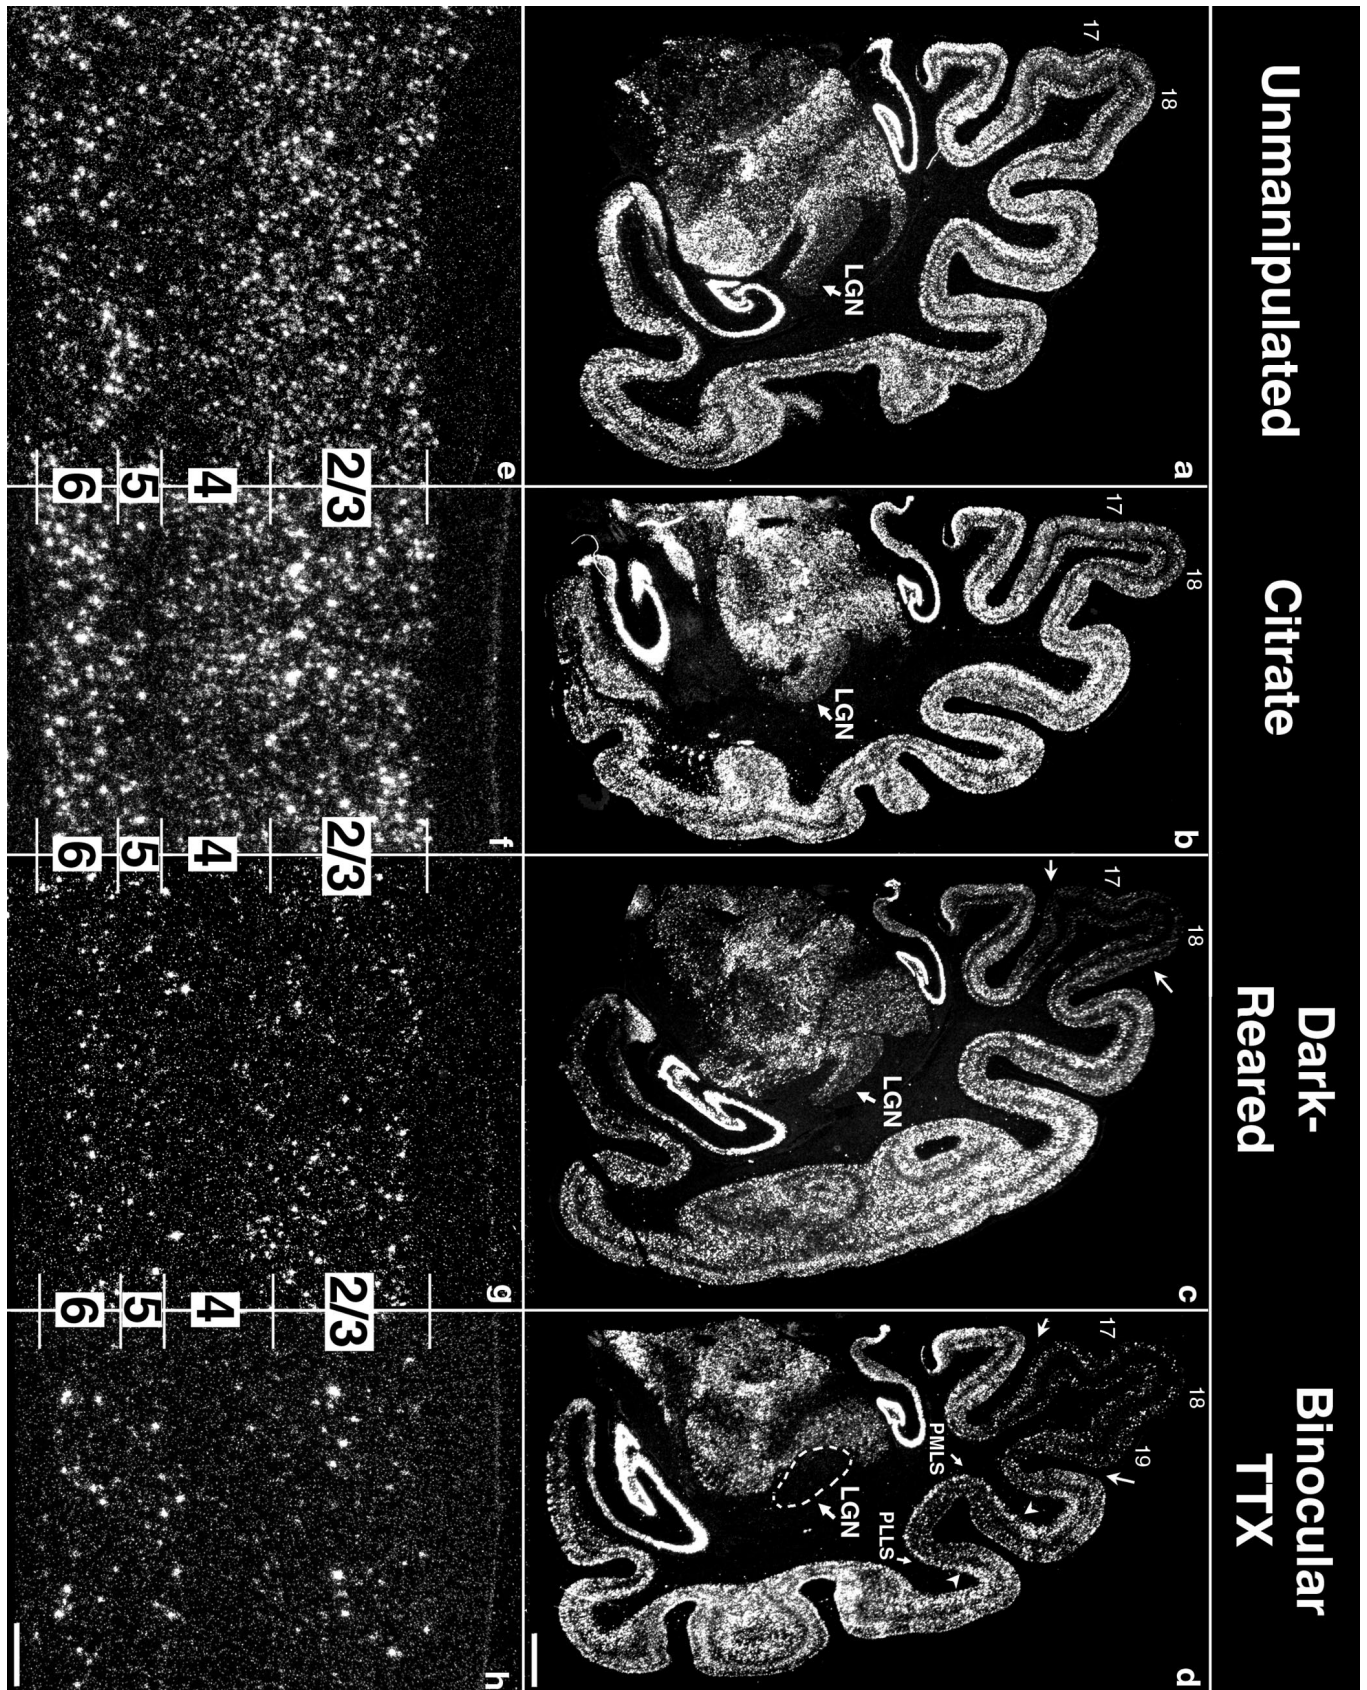 Unmanipulated
Citrate
Dark-
Reared
Binocular
TTX
17
18
LGN
a
17
18
LGN
b
17
18
LGN
c
17
18
19
PMLS
PLLS
LGN
d
e
2/3
4
5
6
f
2/3
4
5
6
g
2/3
4
5
6
h